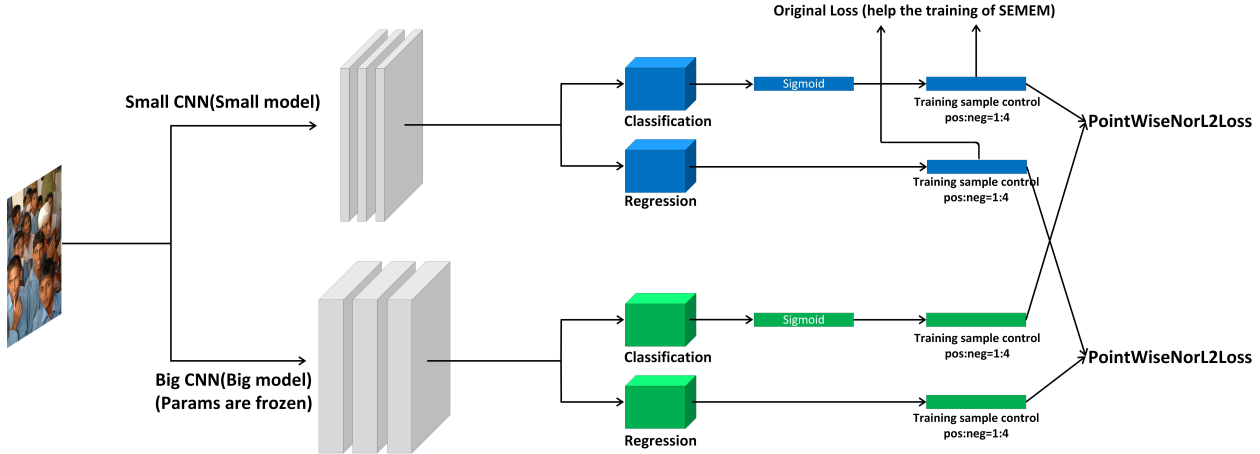 Original Loss (help the training of SEMEM)
Small CNN(Small model)
Sigmoid
Classification
Training sample control
pos:neg=1:4
PointWiseNorL2Loss
Regression
Training sample control
pos:neg=1:4
Sigmoid
Classification
Training sample control
pos:neg=1:4
PointWiseNorL2Loss
Big CNN(Big model)
(Params are frozen)
Regression
Training sample control
pos:neg=1:4